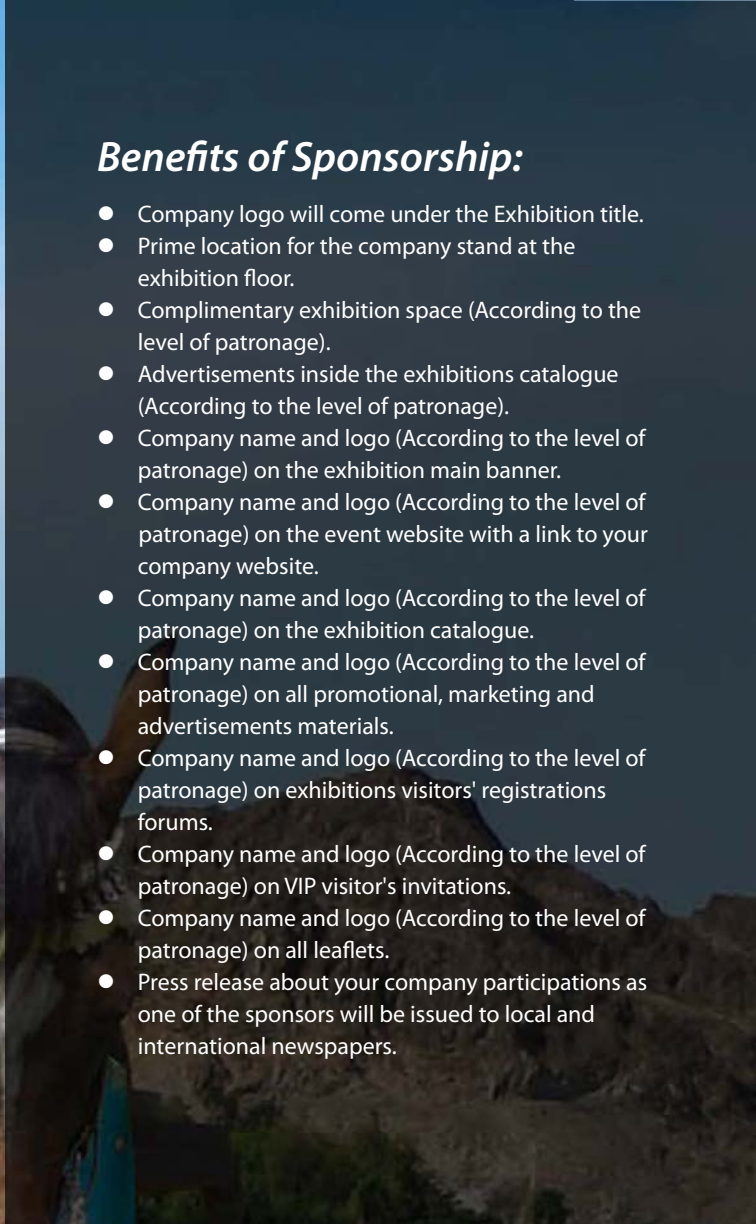 Benefits of Sponsorship:
● Company logo will come under the Exhibition title.
● Prime location for the company stand at the
exhibition floor.
● Complimentary exhibition space (According to the
level of patronage).
● Advertisements inside the exhibitions catalogue
(According to the level of patronage).
● Company name and logo (According to the level of
patronage) on the exhibition main banner.
● Company name and logo (According to the level of
patronage) on the event website with a link to your
company website.
● Company name and logo (According to the level of
patronage) on the exhibition catalogue.
● Company name and logo (According to the level of
patronage) on all promotional, marketing and
advertisements materials.
● Company name and logo (According to the level of
patronage) on exhibitions visitors' registrations
forums.
● Company name and logo (According to the level of
patronage) on VIP visitor's invitations.
● Company name and logo (According to the level of
patronage) on all leaflets.
● Press release about your company participations as
one of the sponsors will be issued to local and
international newspapers.